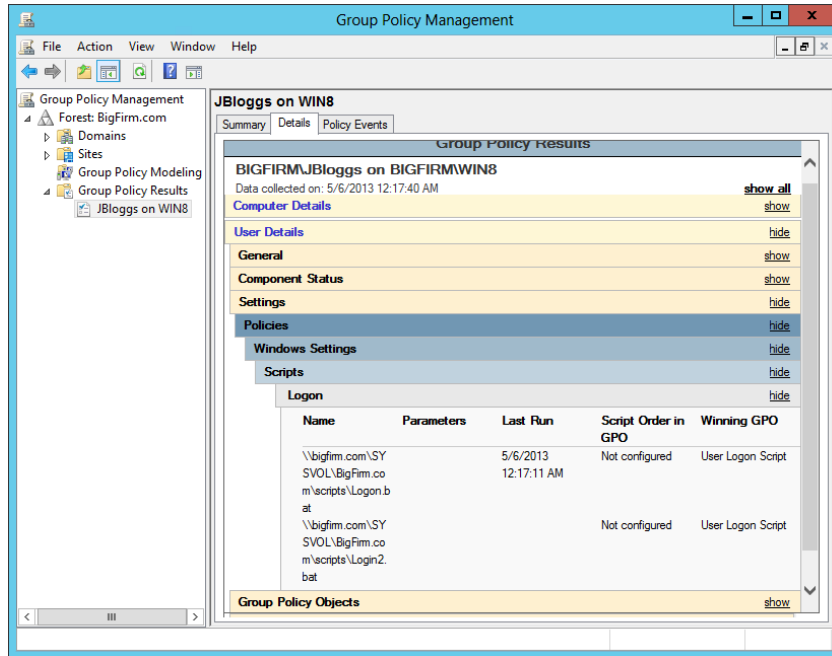 Group Policy Management
File Action View Window Help
Group Policy Management
Forest: BigFirm.com
Domains
Sites
Group Policy Modeling
Group Policy Results
JBloggs on WIN8
JBloggs on WIN8
Summary Details Policy Events
Group Policy Results
BIGFIRM\JBloggs on BIGFIRM\WIN8
Data collected on: 5/6/2013 12:17:40 AM show all
Computer Details show
User Details hide
General show
Component Status show
Settings hide
Policies hide
Windows Settings hide
Scripts hide
Logon hide
Name Parameters Last Run Script Order in Winning GPO
GPO
\\bigfirm.com\SY 5/6/2013 Not configured User Logon Script
SVOL\BigFirm.co 12:17:11 AM
m\scripts\Logon.b
at
\\bigfirm.com\SY Not configured User Logon Script
SVOL\BigFirm.co
m\scripts\Login2.
bat
Group Policy Objects show